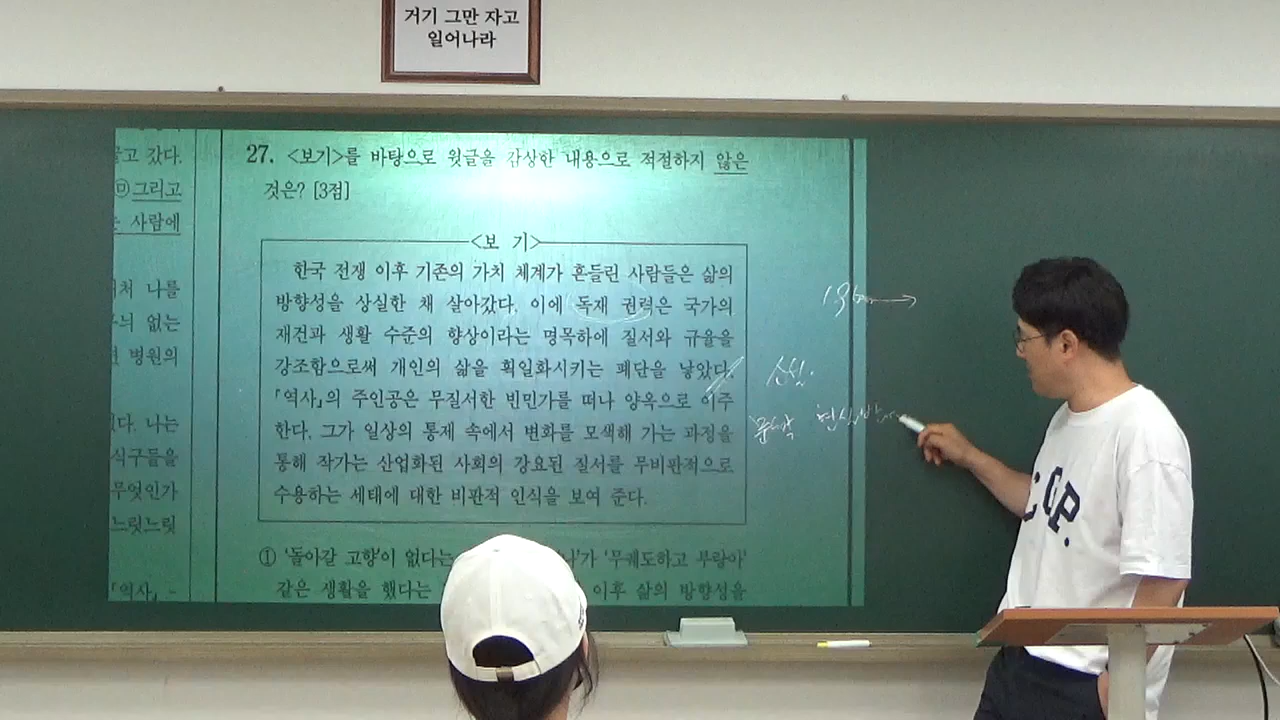 거기 그만 자고
일어나라
고 갔다.
㉤그리고
사람에
나를
없는
병원의
나는
식구들을
무엇인가
느릿느릿
「역사」-
27. <보기>를 바탕으로 윗글을 감상한 내용으로 적절하지 않은
것은? [3점]
<보 기>
한국 전쟁 이후 기존의 가치 체계가 흔들린 사람들은 삶의
방향성을 상실한 채 살아갔다. 이에 독재 권력은 국가의
재건과 생활 수준의 향상이라는 명목하에 질서와 규율을
강조함으로써 개인의 삶을 획일화시키는 폐단을 낳았다.
「역사」의 주인공은 무질서한 빈민가를 떠나 양옥으로 이주
한다. 그가 일상의 통제 속에서 변화를 모색해 가는 과정을
통해 작가는 산업화된 사회의 강요된 질서를 무비판적으로
수용하는 세태에 대한 비판적 인식을 보여 준다.
① '돌아갈 고향'이 없다는 '가 '무궤도하고 부랑아'
같은 생활을 했다는 이후 삶의 방향성을